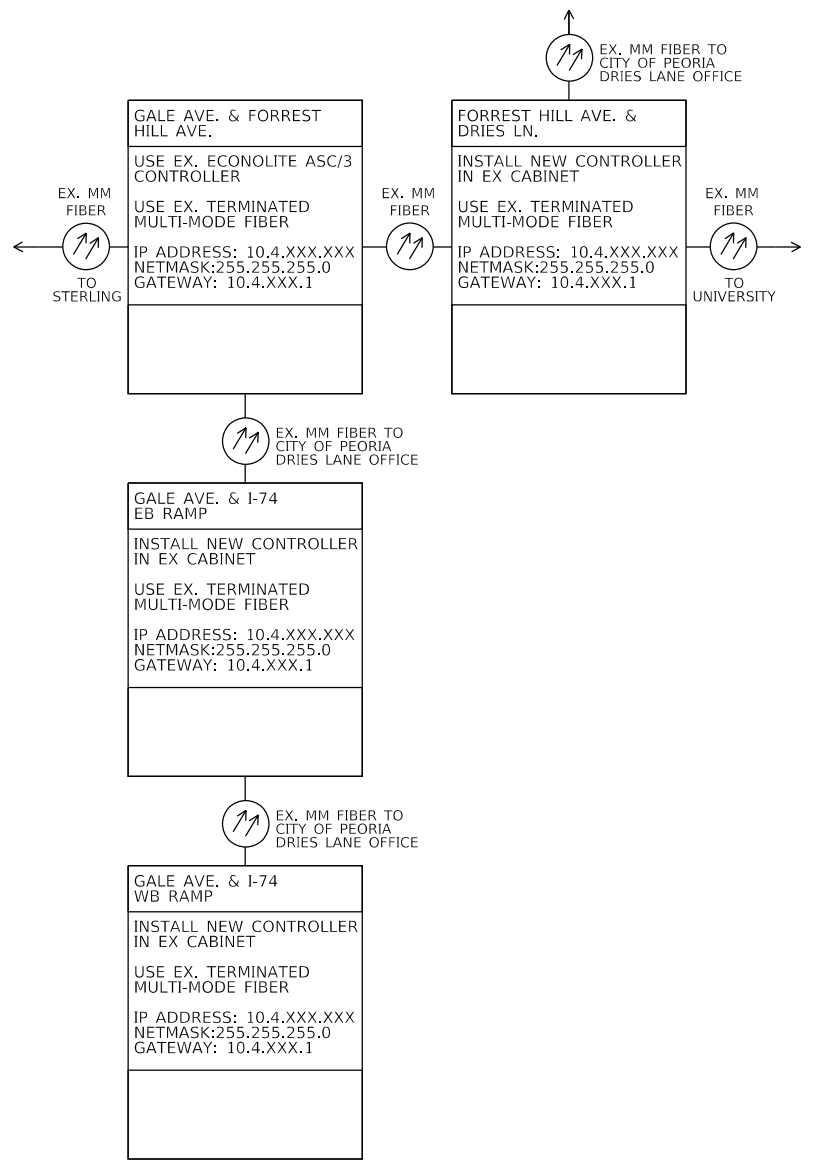 EX. MM FIBER TO
CITY OF PEORIA
DRIES LANE OFFICE
GALE AVE. & FORREST
HILL AVE.
USE EX. ECONOLITE ASC/3
CONTROLLER
USE EX. TERMINATED
MULTI-MODE FIBER
IP ADDRESS: 10.4.XXX.XXX
NETMASK:255.255.255.0
GATEWAY: 10.4.XXX.1
FORREST HILL AVE. &
DRIES LN.
INSTALL NEW CONTROLLER
IN EX CABINET
USE EX. TERMINATED
MULTI-MODE FIBER
IP ADDRESS: 10.4.XXX.XXX
NETMASK:255.255.255.0
GATEWAY: 10.4.XXX.1
EX. MM
FIBER
TO
STERLING
EX. MM
FIBER
EX. MM
FIBER
TO
UNIVERSITY
EX. MM FIBER TO
CITY OF PEORIA
DRIES LANE OFFICE
GALE AVE. & I-74
EB RAMP
INSTALL NEW CONTROLLER
IN EX CABINET
USE EX. TERMINATED
MULTI-MODE FIBER
IP ADDRESS: 10.4.XXX.XXX
NETMASK:255.255.255.0
GATEWAY: 10.4.XXX.1
EX. MM FIBER TO
CITY OF PEORIA
DRIES LANE OFFICE
GALE AVE. & I-74
WB RAMP
INSTALL NEW CONTROLLER
IN EX CABINET
USE EX. TERMINATED
MULTI-MODE FIBER
IP ADDRESS: 10.4.XXX.XXX
NETMASK:255.255.255.0
GATEWAY: 10.4.XXX.1